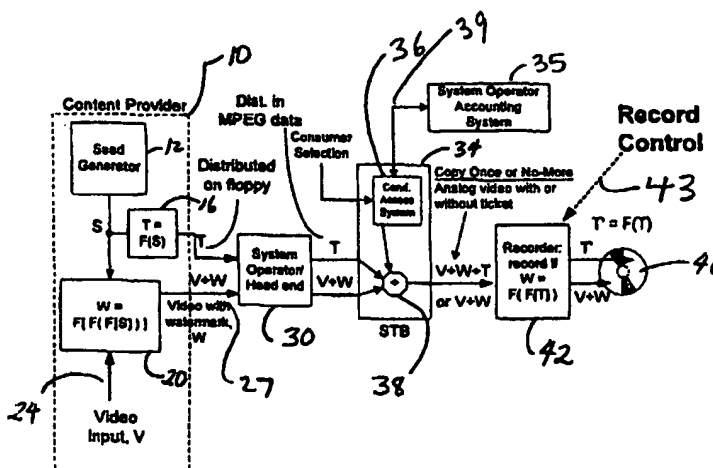 10
Content Provider
Seed
Generator
12
Dist. in
MPEG data
Distributed
on floppy
16
S
T =
F(S)
T
W =
F[F(F[S])]
20
24
Video
Input, V
V+W
Video with
watermark,
W
27
System
Operator/
Head end
30
T
V+W
36
39
Consumer
Selection
Cond.
Access
System
+
STB
38
34
System Operator
Accounting
System
35
Copy Once or No-More
Analog video with or
without ticket
V+W+T
or V+W
Record
Control
43
Recorder:
record if
W =
F(F(T))
42
T' = F(T)
T'
V+W